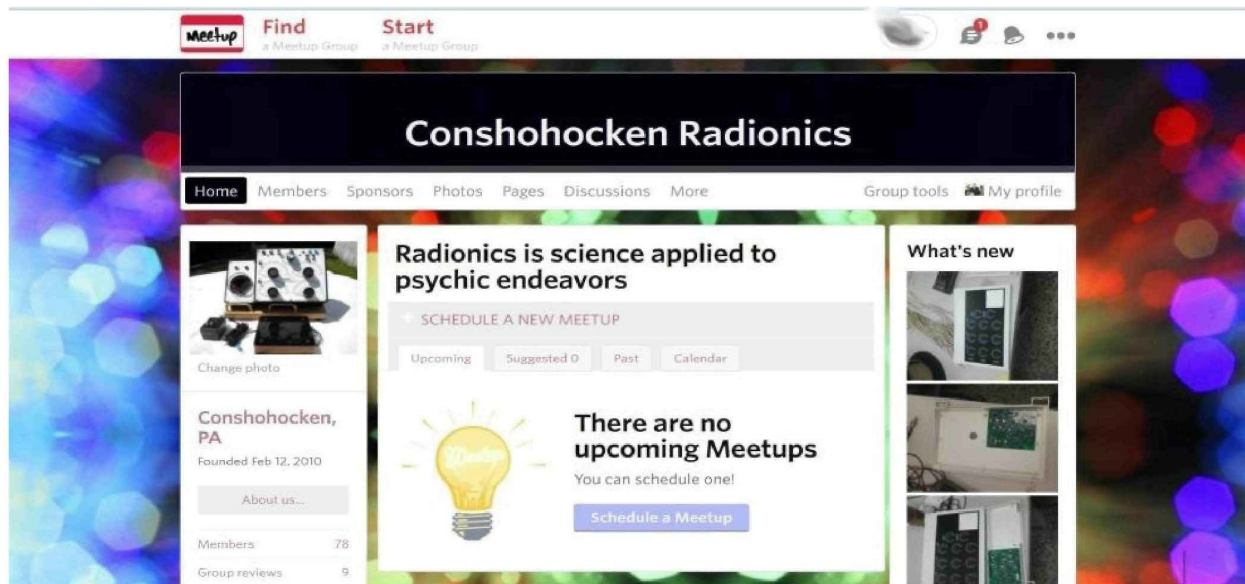 Meetup
Find
a Meetup Group
Start
a Meetup Group
1
Conshohocken Radionics
Home Members Sponsors Photos Pages Discussions More Group tools My profile
Change photo
Conshohocken,
PA
Founded Feb 12, 2010
About us...
Members 78
Group reviews 9
Radionics is science applied to
psychic endeavors
+ SCHEDULE A NEW MEETUP
Upcoming Suggested 0 Past Calendar
Meetup
There are no
upcoming Meetups
You can schedule one!
Schedule a Meetup
What's new